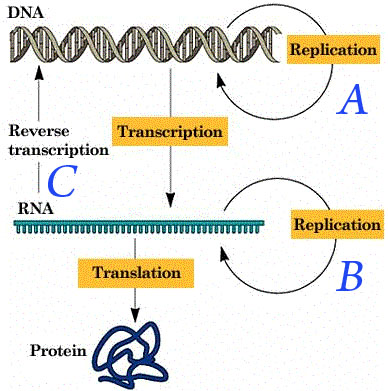 DNA
Replication
A
Transcription
Reverse
transcription
C
RNA
Replication
B
Translation
Protein